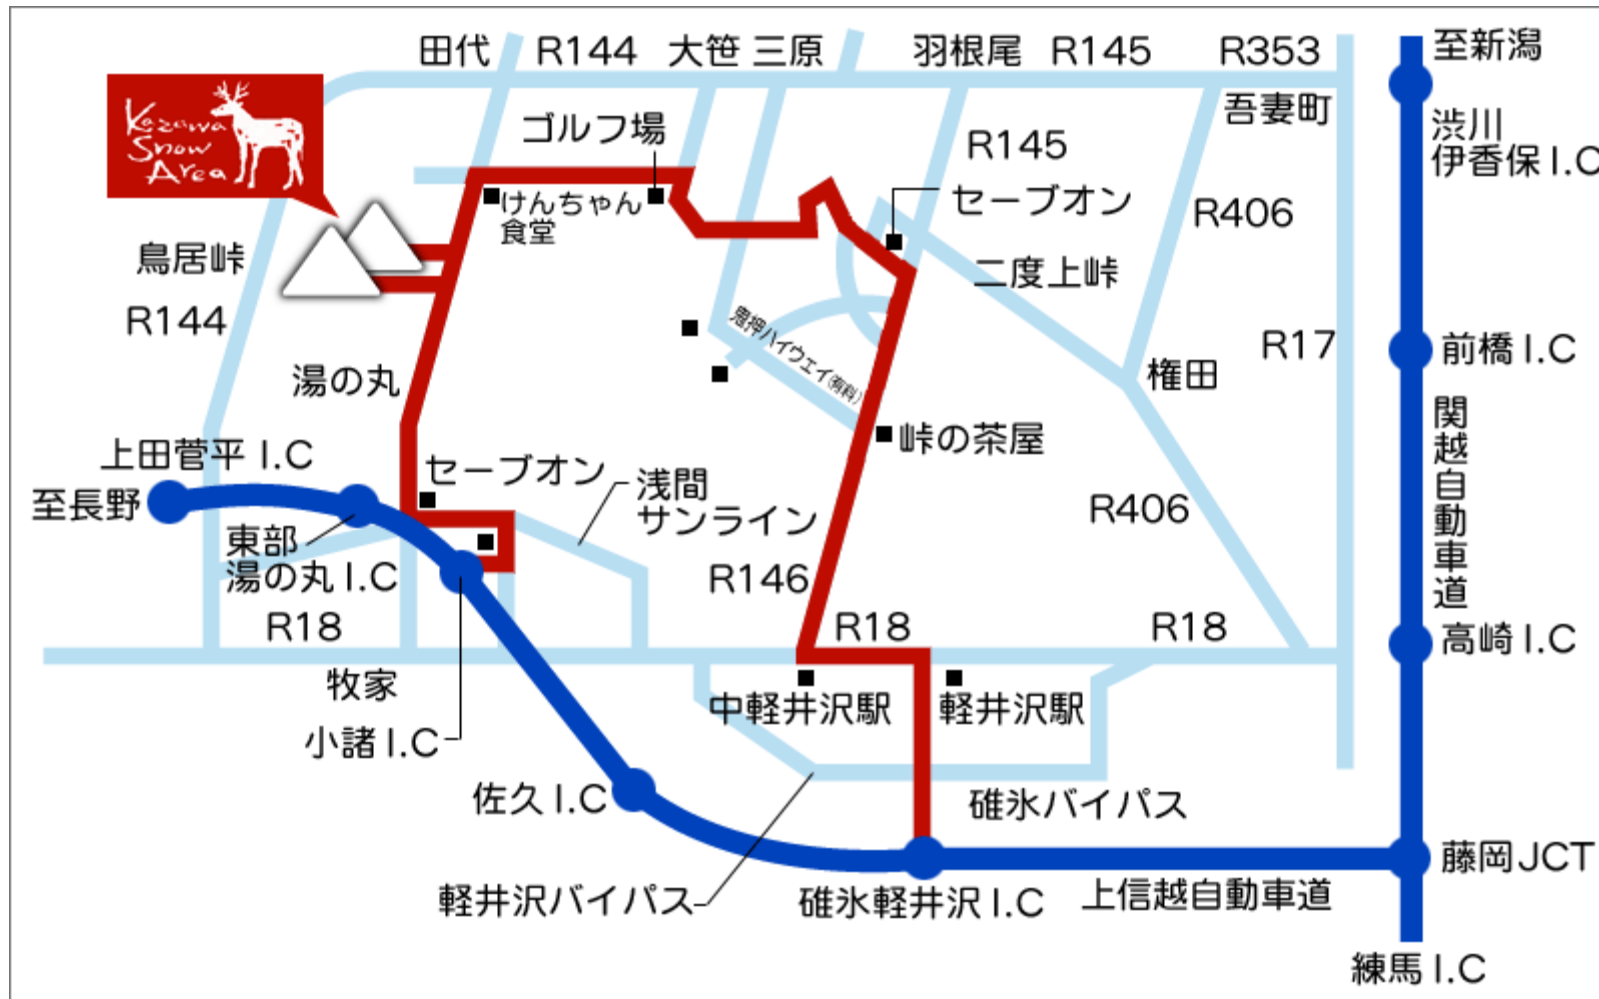 田代
R144
大笹 三原
羽根尾
R145
R353
至新潟
Kazawa
Snow
Area
ゴルフ場
吾妻町
渋川
伊香保 I.C
R145
セーブオン
R406
けんちゃん
食堂
鳥居峠
二度上峠
R144
鬼押ハイウェイ(有料)
R17
前橋 I.C
湯の丸
権田
関越自動車道
峠の茶屋
上田菅平 I.C
セーブオン
浅間
サンライン
至長野
R406
東部
湯の丸 I.C
R146
R18
R18
R18
高崎 I.C
牧家
中軽井沢駅
軽井沢駅
小諸 I.C
佐久 I.C
碓氷バイパス
藤岡JCT
軽井沢バイパス
碓氷軽井沢 I.C
上信越自動車道
練馬 I.C